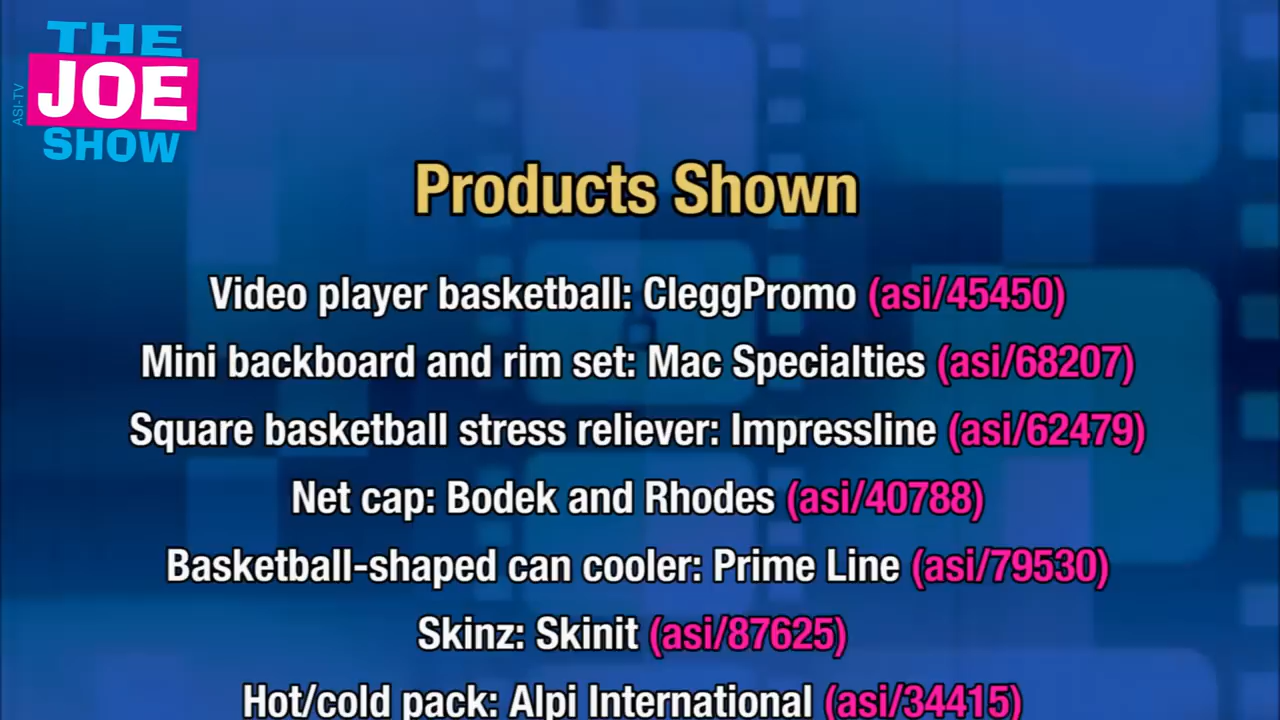 THE
JOE
SHOW
ASI-TV
Products Shown
Video player basketball: CleggPromo (asi/45450)
Mini backboard and rim set: Mac Specialties (asi/68207)
Square basketball stress reliever: Impressline (asi/62479)
Net cap: Bodek and Rhodes (asi/40788)
Basketball-shaped can cooler: Prime Line (asi/79530)
Skinz: Skinit (asi/87625)
Hot/cold pack: Alpi International (asi/34415)